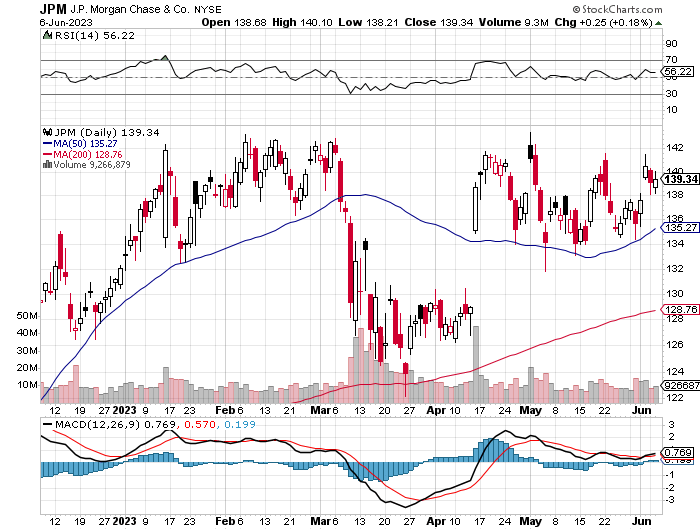 JPM J.P. Morgan Chase & Co. NYSE © StockCharts.com
6-Jun-2023 Open 138.68 High 140.10 Low 138.21 Close 139.34 Volume 9.3M Chg +0.25 (+0.18%)
RSI(14) 56.22
90
70
56.22
50
30
10
JPM (Daily) 139.34
MA(50) 135.27
MA(200) 128.76
Volume 9,266,879
142
140
139.34
138
136
135.27
134
132
130
128.76
128
126
124
122
50M
40M
30M
20M
10M
926687
12 19 27 2023 9 17 23 Feb 6 13 21 Mar 6 13 20 27 Apr 10 17 24 May 8 15 22 Jun
MACD(12,26,9) 0.769, 0.570, 0.199
3
2
1
0.769
-1
-2
-3
12 19 27 2023 9 17 23 Feb 6 13 21 Mar 6 13 20 27 Apr 10 17 24 May 8 15 22 Jun